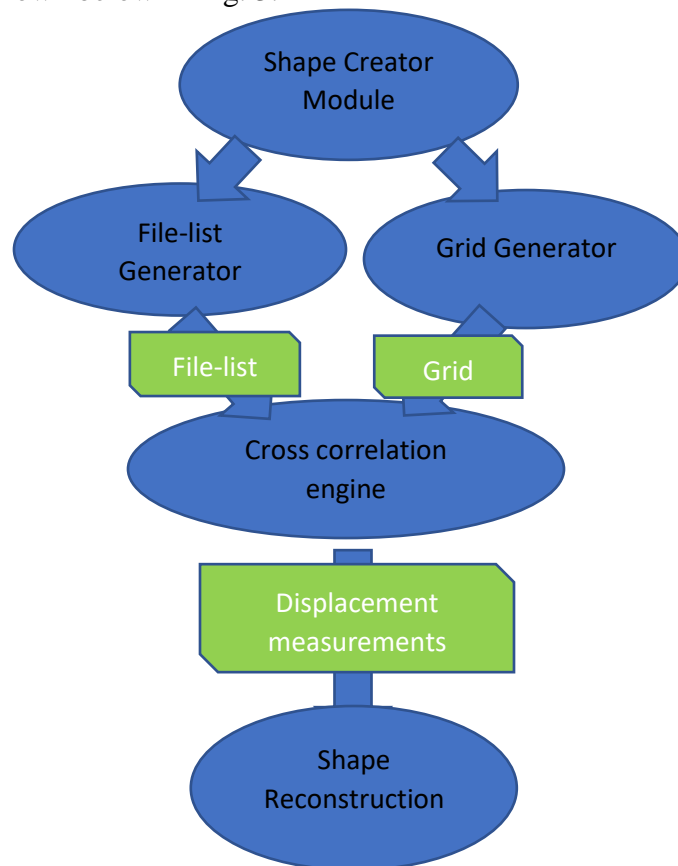 Shape Creator
Module
File-list
Generator
Grid Generator
File-list
Grid
Cross correlation
engine
Displacement
measurements
Shape
Reconstruction